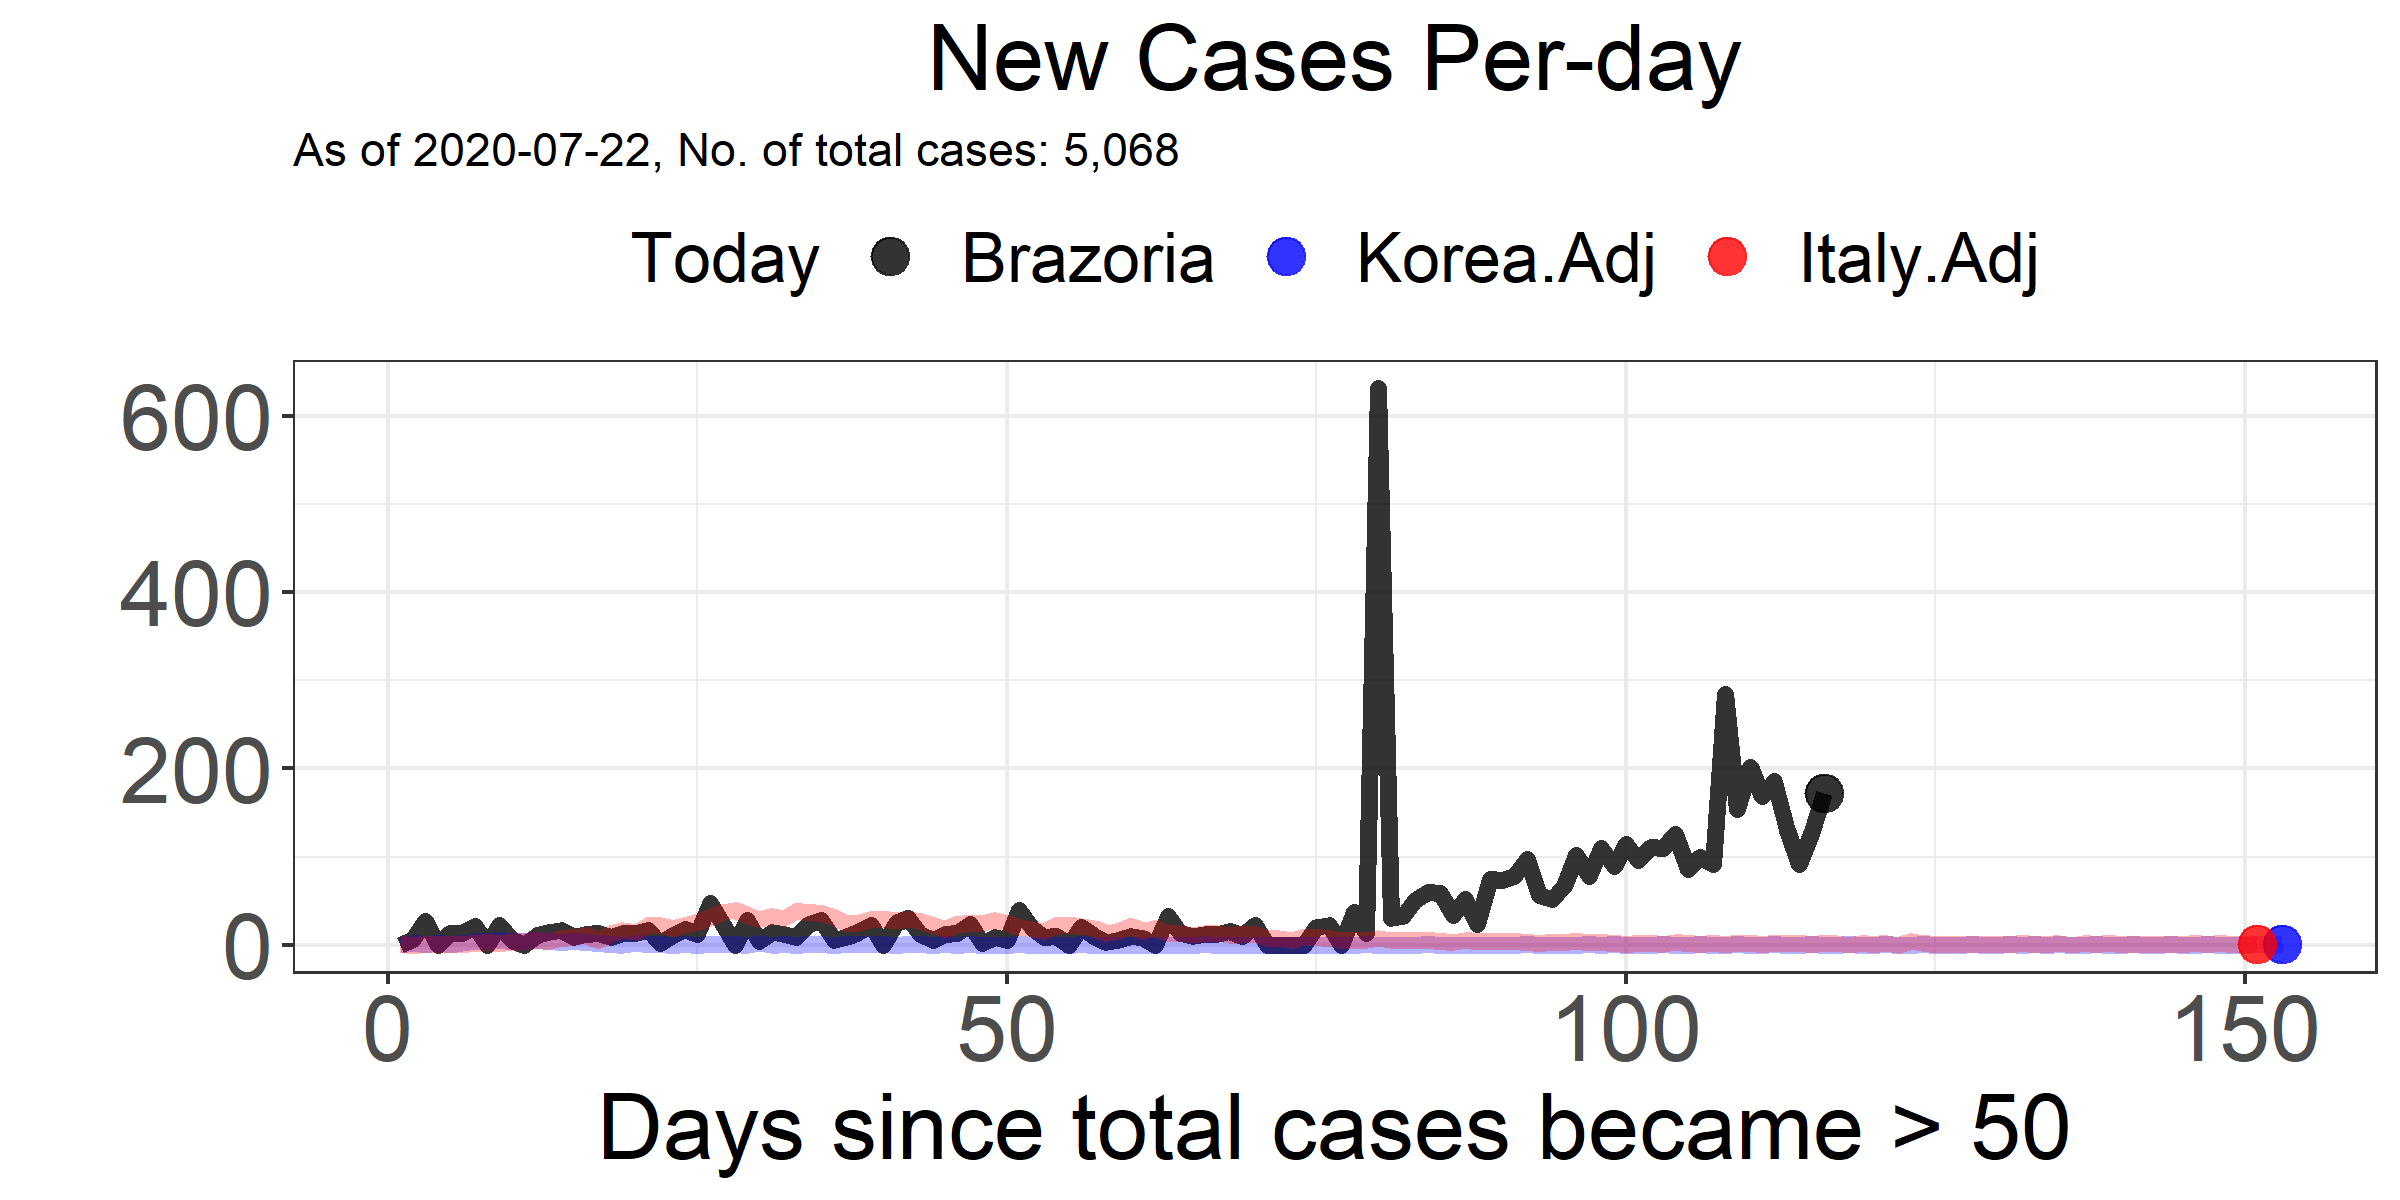 New Cases Per-day
As of 2020-07-22, No. of total cases: 5,068
Today Brazoria Korea.Adj Italy.Adj
600
400
200
0
0 50 100 150
Days since total cases became > 50